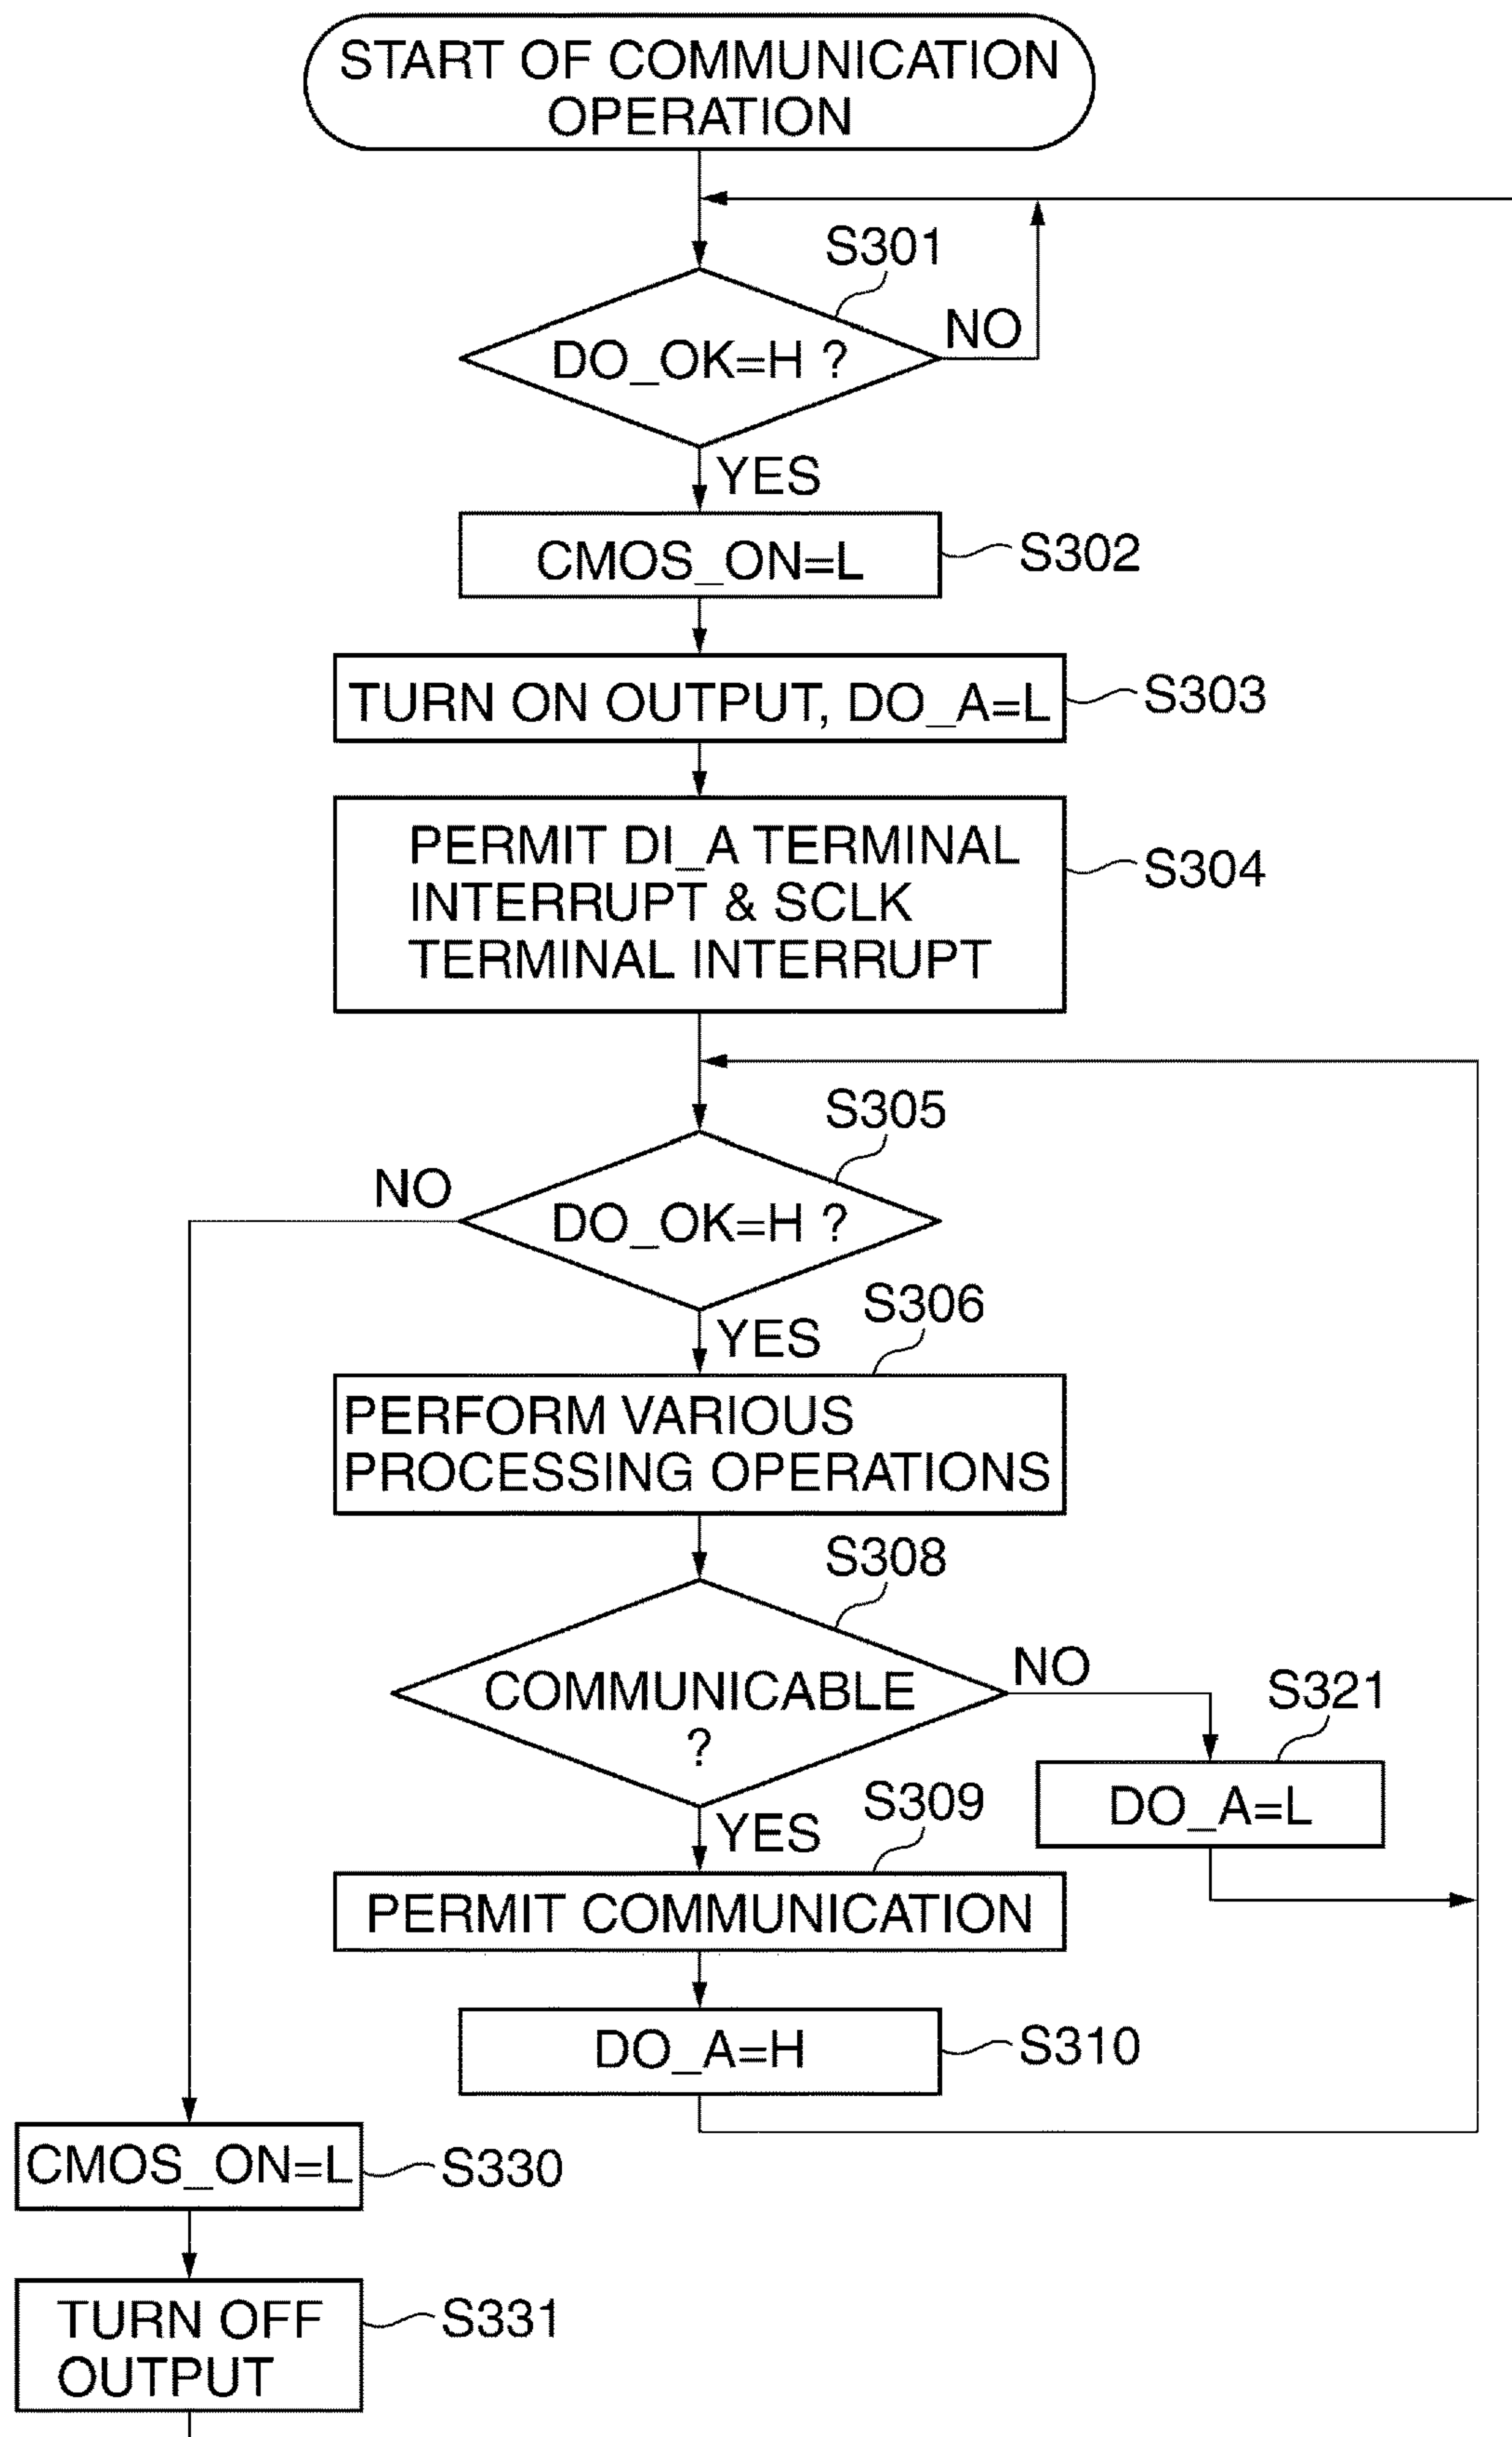 START OF COMMUNICATION
OPERATION
S301
NO
DO_OK=H ?
YES
CMOS_ON=L
S302
TURN ON OUTPUT, DO_A=L
S303
PERMIT DI_A TERMINAL
INTERRUPT & SCLK
TERMINAL INTERRUPT
S304
S305
NO
DO_OK=H ?
S306
YES
PERFORM VARIOUS
PROCESSING OPERATIONS
S308
COMMUNICABLE
?
NO
S321
DO_A=L
S309
YES
PERMIT COMMUNICATION
DO_A=H
S310
CMOS_ON=L
S330
TURN OFF
OUTPUT
S331